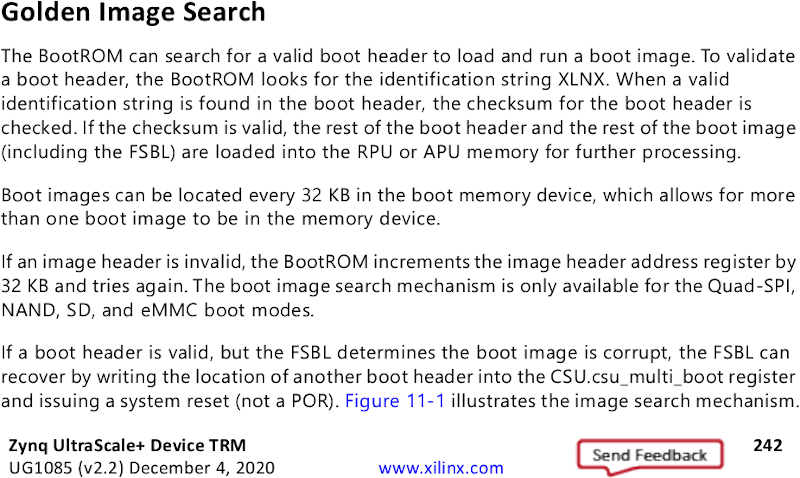 Golden Image Search
The BootROM can search for a valid boot header to load and run a boot image. To validate
a boot header, the BootROM looks for the identification string XLNX. When a valid
identification string is found in the boot header, the checksum for the boot header is
checked. If the checksum is valid, the rest of the boot header and the rest of the boot image
(including the FSBL) are loaded into the RPU or APU memory for further processing.
Boot images can be located every 32 KB in the boot memory device, which allows for more
than one boot image to be in the memory device.
If an image header is invalid, the BootROM increments the image header address register by
32 KB and tries again. The boot image search mechanism is only available for the Quad-SPI,
NAND, SD, and eMMC boot modes.
If a boot header is valid, but the FSBL determines the boot image is corrupt, the FSBL can
recover by writing the location of another boot header into the CSU.csu_multi_boot register
and issuing a system reset (not a POR). Figure 11-1 illustrates the image search mechanism.
Zynq UltraScale+ Device TRM 242
UG1085 (v2.2) December 4, 2020 www.xilinx.com Send Feedback